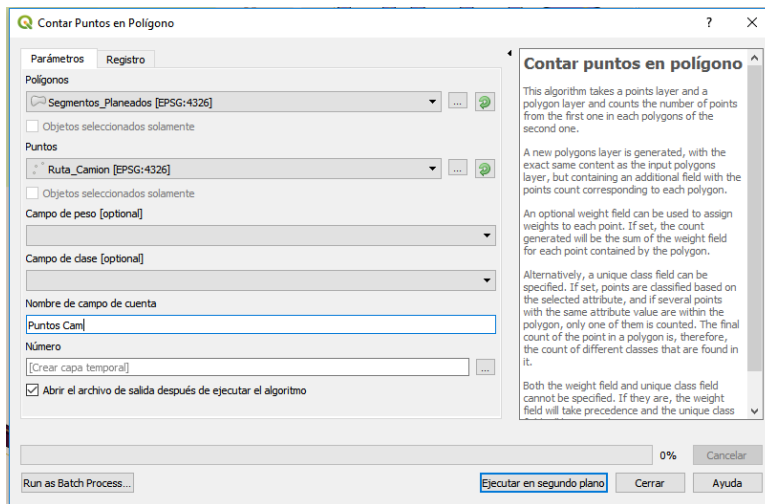 Contar Puntos en Polígono
Parámetros
Registro
Polígonos
Segmentos_Planeados [EPSG:4326]
...
Objetos seleccionados solamente
Puntos
Ruta_Camion [EPSG:4326]
...
Objetos seleccionados solamente
Campo de peso [optional]
Campo de clase [optional]
Nombre de campo de cuenta
Puntos Cam
Número
[Crear capa temporal]
...
Abrir el archivo de salida después de ejecutar el algoritmo
Contar puntos en polígono
This algorithm takes a points layer and a
polygon layer and counts the number of points
from the first one in each polygons of the
second one.
A new polygons layer is generated, with the
exact same content as the input polygons
layer, but containing an additional field with the
points count corresponding to each polygon.
An optional weight field can be used to assign
weights to each point. If set, the count
generated will be the sum of the weight field
for each point contained by the polygon.
Alternatively, a unique class field can be
specified. If set, points are classified based on
the selected attribute, and if several points
with the same attribute value are within the
polygon, only one of them is counted. The final
count of the point in a polygon is, therefore,
the count of different classes that are found in
it.
Both the weight field and unique class field
cannot be specified. If they are, the weight
field will take precedence and the unique class
0%
Cancelar
Run as Batch Process...
Ejecutar en segundo plano
Cerrar
Ayuda